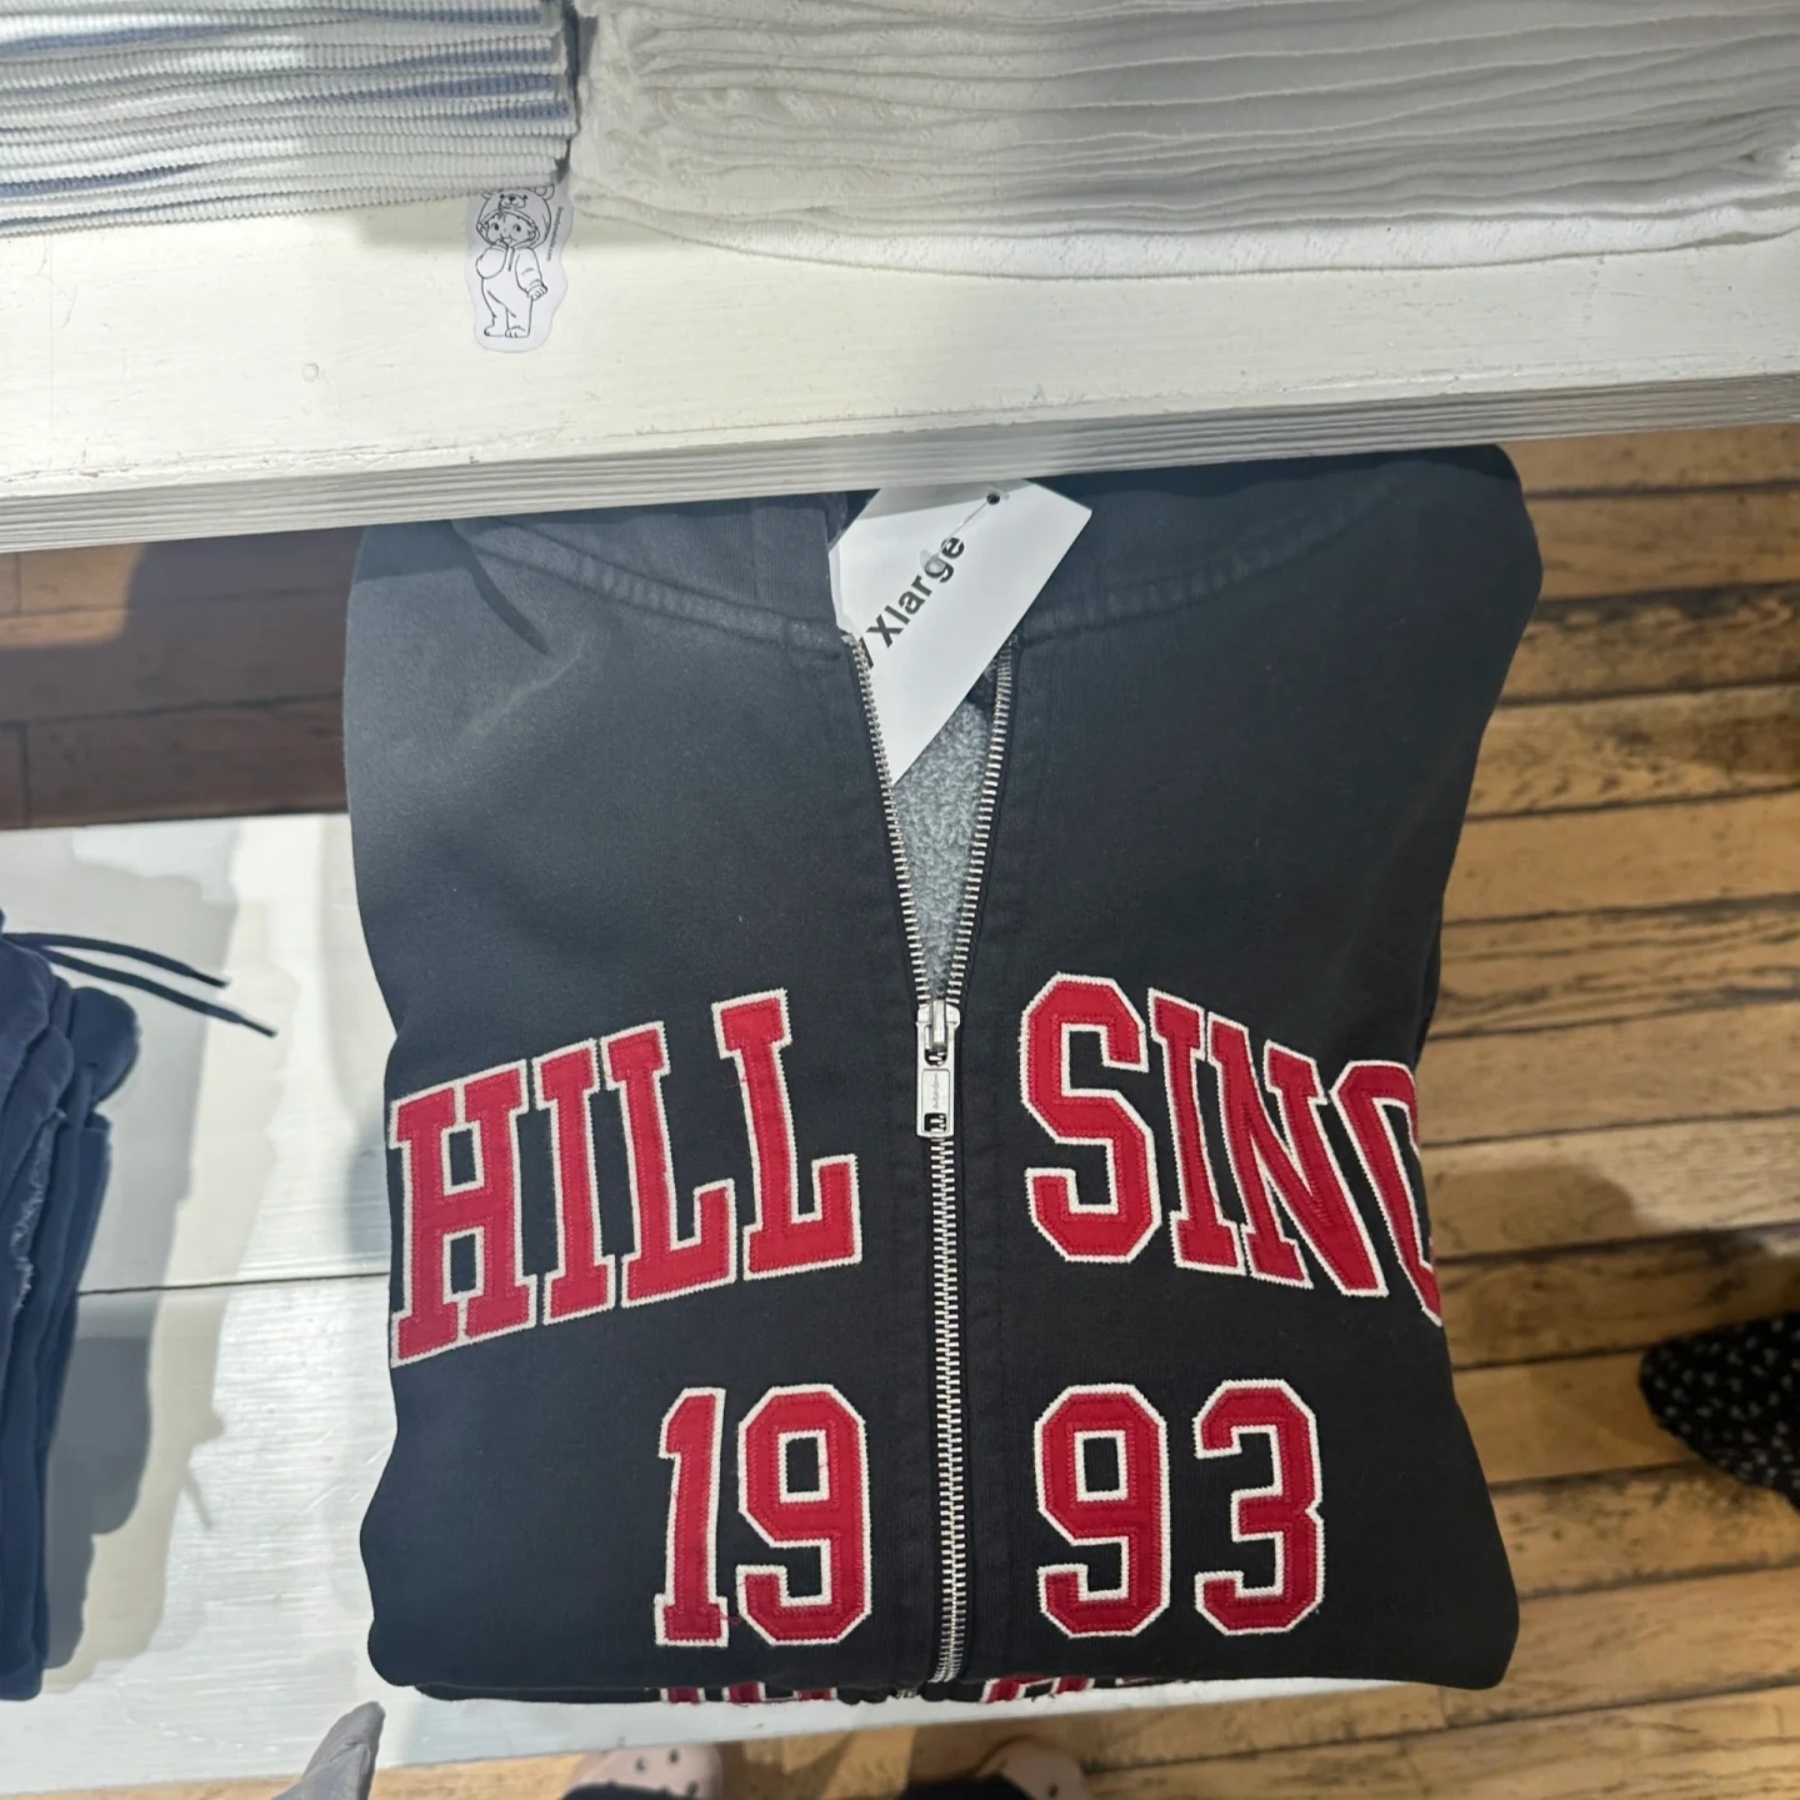 Xlarge
HILL SINC
19 93